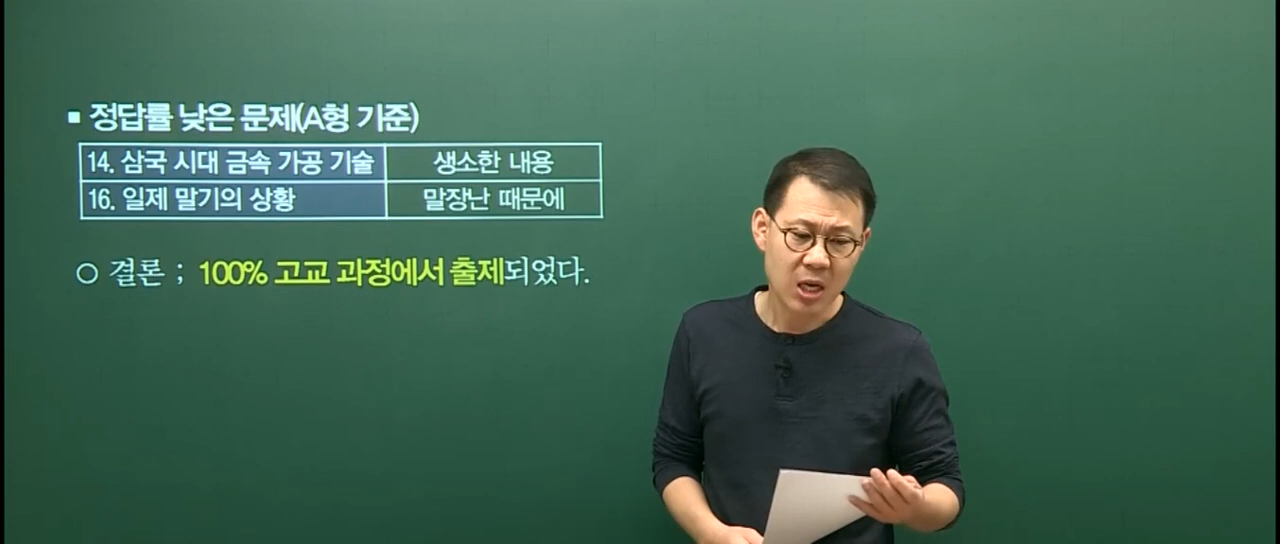 ▪ 정답률 낮은 문제(A형 기준)
14. 삼국 시대 금속 가공 기술 생소한 내용
16. 일제 말기의 상황 말장난 때문에
○ 결론 ; 100% 고교 과정에서 출제되었다.